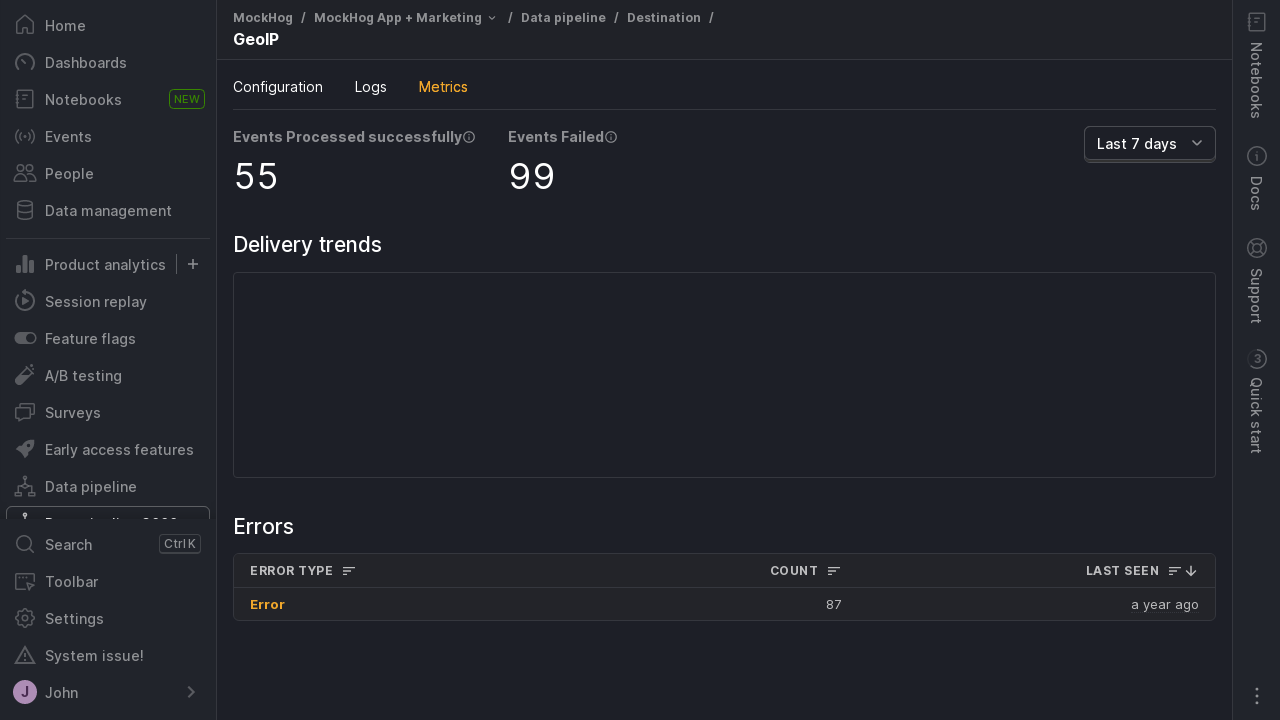 Home
Dashboards
Notebooks NEW
Events
People
Data management
Product analytics
Session replay
Feature flags
A/B testing
Surveys
Early access features
Data pipeline
Search Ctrl K
Toolbar
Settings
System issue!
J John
MockHog / MockHog App + Marketing / Data pipeline / Destination /
GeoIP
Configuration Logs Metrics
Events Processed successfully Events Failed
55 99
Last 7 days
Delivery trends
Errors
ERROR TYPE COUNT LAST SEEN
Error 87 a year ago
Notebooks
Docs
Support
3 Quick start